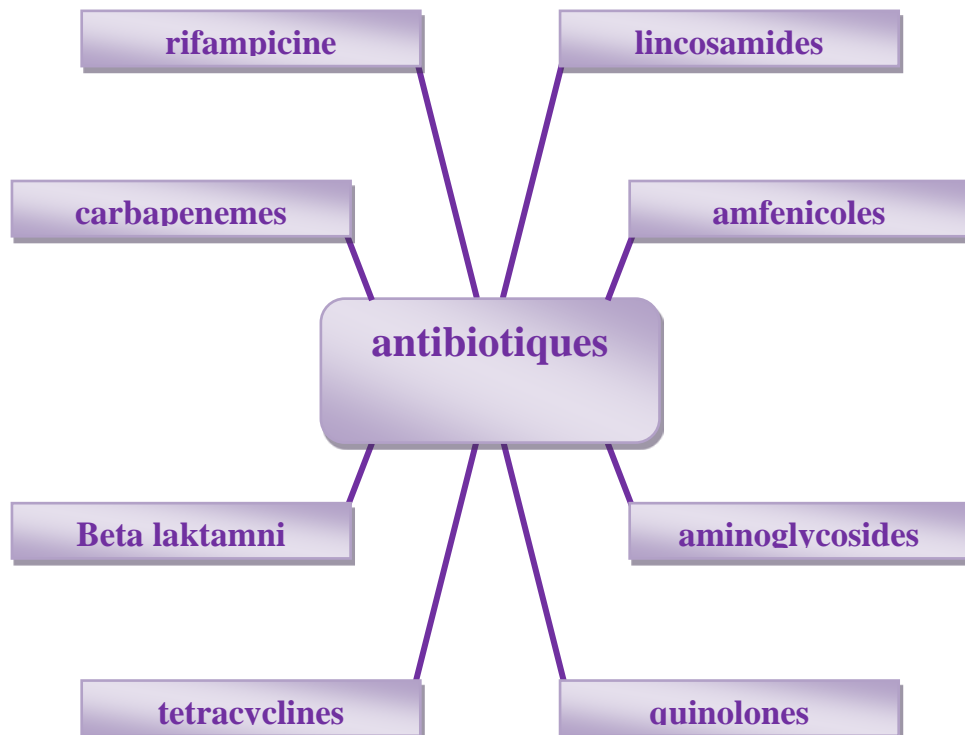 rifampicine
lincosamides
carbapenemes
amfenicoles
antibiotiques
Beta laktamni
aminoglycosides
tetracyclines
quinolones